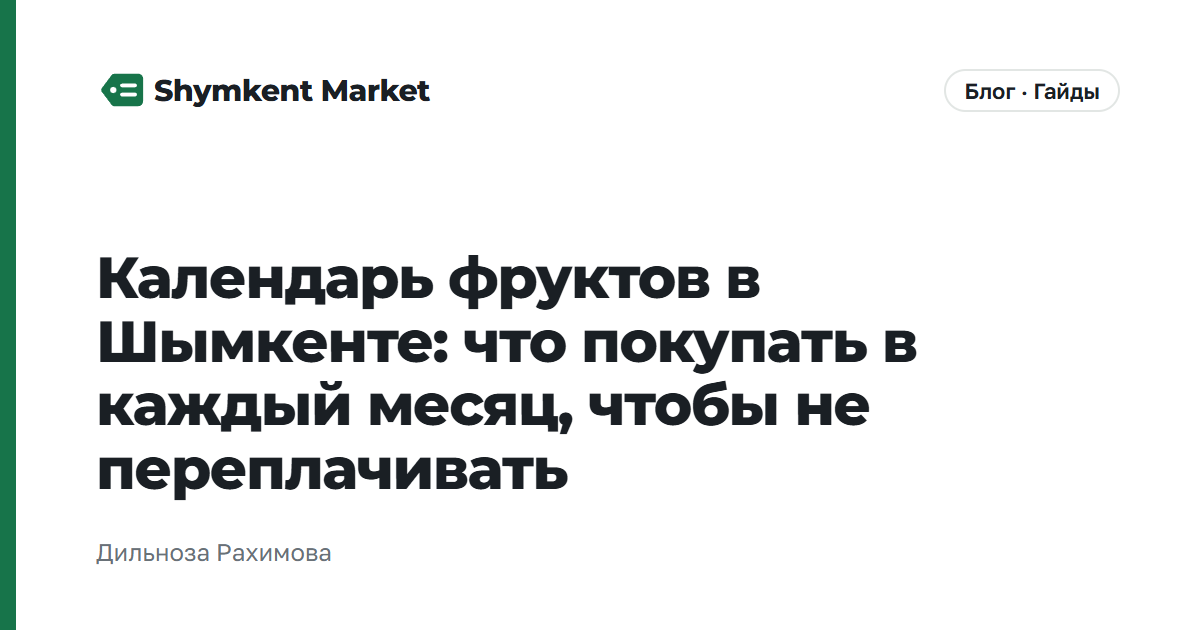 Shymkent Market
Блог · Гайды
Календарь фруктов в
Шымкенте: что покупать в
каждый месяц, чтобы не
переплачивать
Дильноза Рахимова